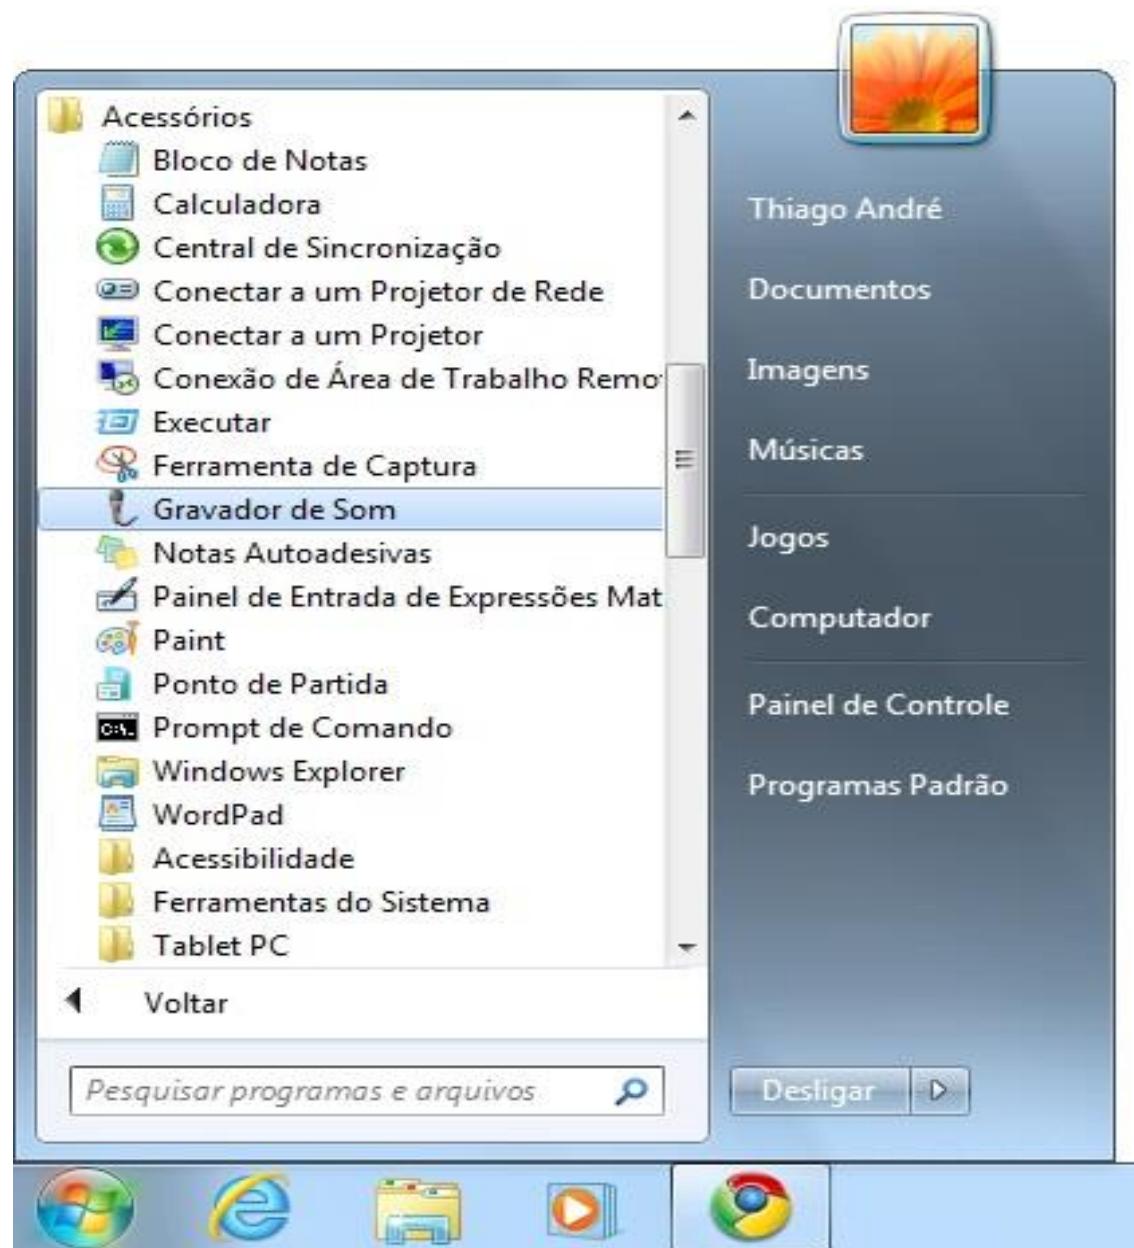 Acessórios
Bloco de Notas
Calculadora
Central de Sincronização
Conectar a um Projetor de Rede
Conectar a um Projetor
Conexão de Área de Trabalho Remo
Executar
Ferramenta de Captura
Gravador de Som
Notas Autoadesivas
Painel de Entrada de Expressões Mat
Paint
Ponto de Partida
Prompt de Comando
Windows Explorer
WordPad
Acessibilidade
Ferramentas do Sistema
Tablet PC
Voltar
Pesquisar programas e arquivos
Thiago André
Documentos
Imagens
Músicas
Jogos
Computador
Painel de Controle
Programas Padrão
Desligar